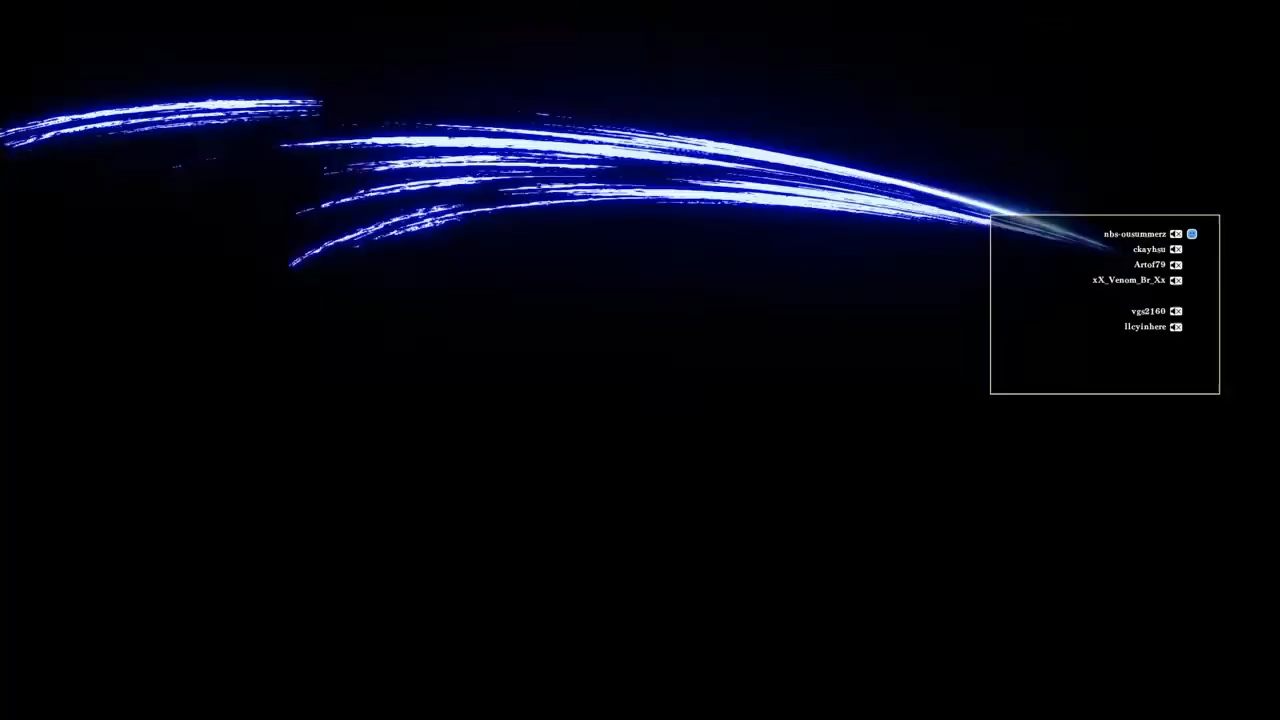 nbs-ousummerz
ckayhsu
Artof79
xX_Venom_Br_Xx
vgs2160
llcyinhere